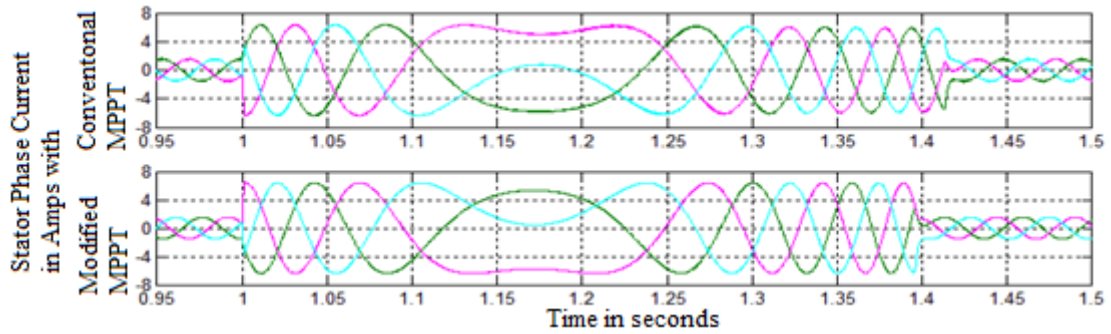 Stator Phase Current
in Amps with
Conventonal
MPPT
8
4
0
-4
-8
0.95 1 1.05 1.1 1.15 1.2 1.25 1.3 1.35 1.4 1.45 1.5
Time in seconds
Modified
MPPT
8
4
0
-4
-8
0.95 1 1.05 1.1 1.15 1.2 1.25 1.3 1.35 1.4 1.45 1.5
Time in seconds